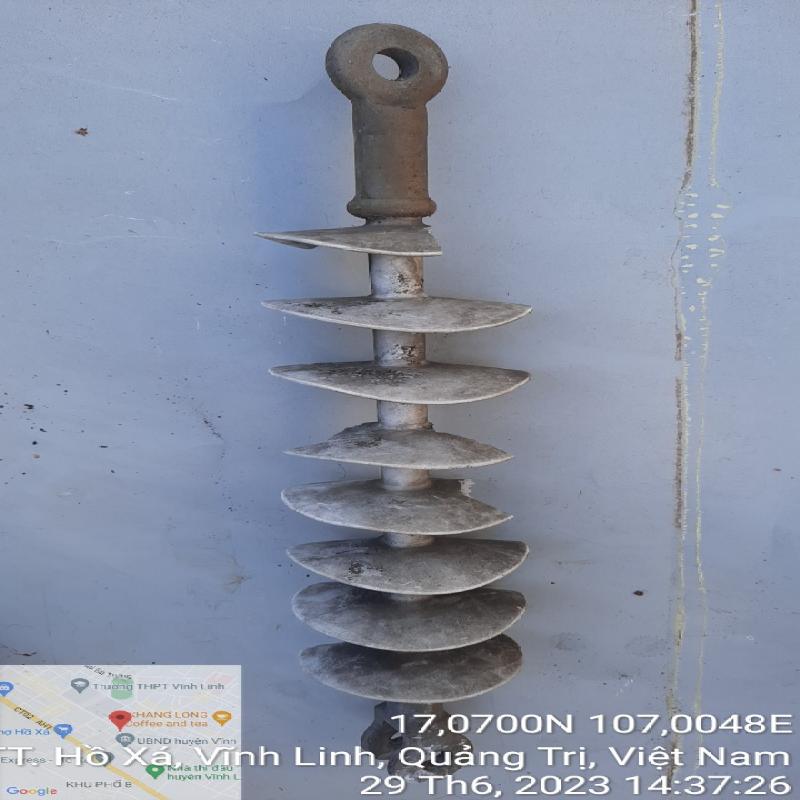 Trường THPT Vĩnh Linh
KHANG LONG
Coffee and tea
chợ Hồ Xá
UBND huyện Vĩnh
Express -
Nhà thi đấu
huyện Vĩnh L
KHU PHỐ 8
Google
17,0700N 107,0048E
TT. Hồ Xá, Vĩnh Linh, Quảng Trị, Việt Nam
29 Th6, 2023 14:37:26